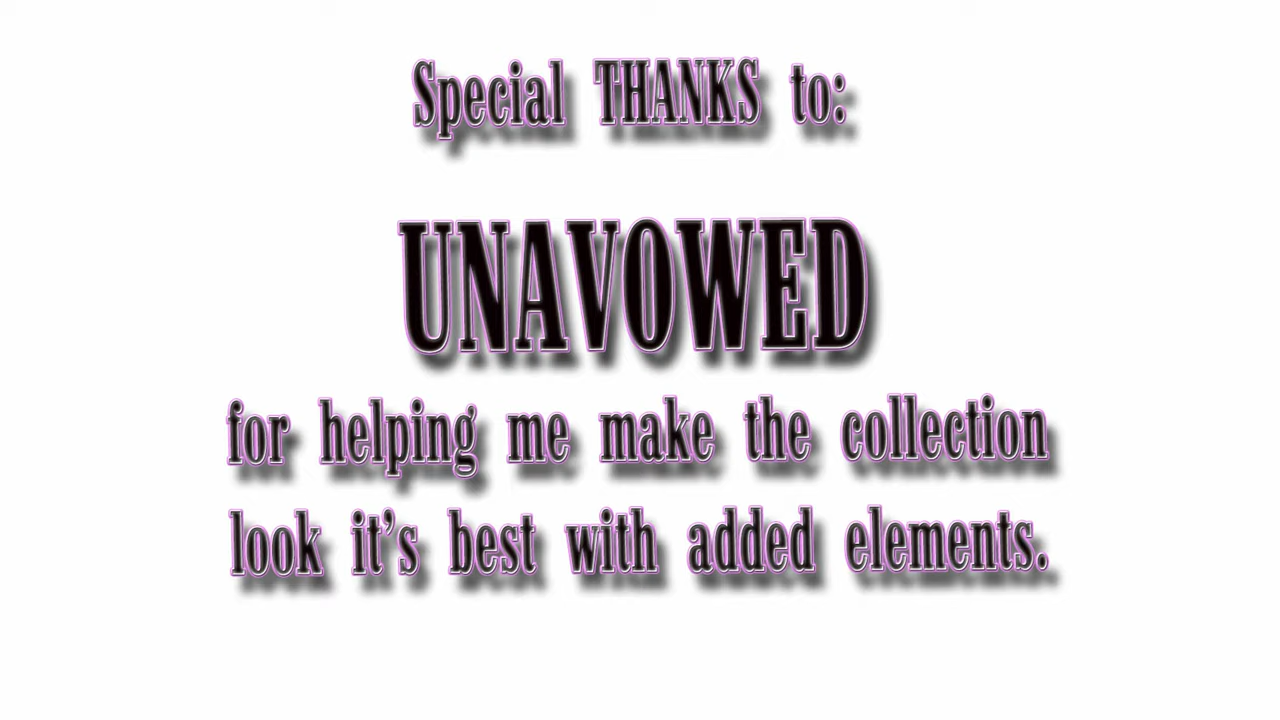 Special THANKS to:
UNAVOWED
for helping me make the collection
look it's best with added elements.